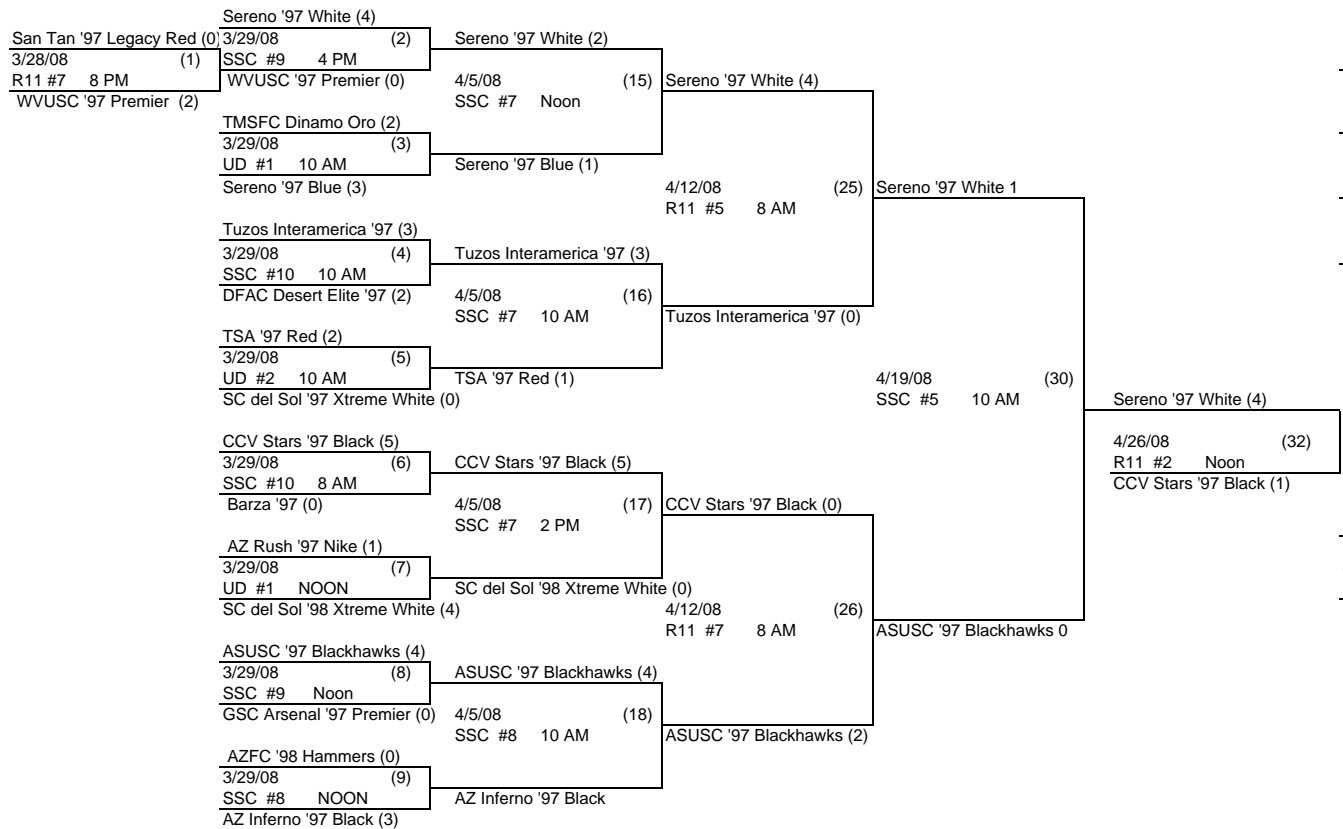 San Tan '97 Legacy Red (0)
3/28/08 (1)
R11 #7 8 PM
WVUSC '97 Premier (2)
Sereno '97 White (4)
3/29/08 (2)
SSC #9 4 PM
WVUSC '97 Premier (0)
TMSFC Dinamo Oro (2)
3/29/08 (3)
UD #1 10 AM
Sereno '97 Blue (3)
Tuzos Interamerica '97 (3)
3/29/08 (4)
SSC #10 10 AM
DFAC Desert Elite '97 (2)
TSA '97 Red (2)
3/29/08 (5)
UD #2 10 AM
SC del Sol '97 Xtreme White (0)
CCV Stars '97 Black (5)
3/29/08 (6)
SSC #10 8 AM
Barza '97 (0)
AZ Rush '97 Nike (1)
3/29/08 (7)
UD #1 NOON
SC del Sol '98 Xtreme White (4)
ASUSC '97 Blackhawks (4)
3/29/08 (8)
SSC #9 Noon
GSC Arsenal '97 Premier (0)
AZFC '98 Hammers (0)
3/29/08 (9)
SSC #8 NOON
AZ Inferno '97 Black (3)
Sereno '97 White (2)
4/5/08 (15)
SSC #7 Noon
Sereno '97 Blue (1)
Tuzos Interamerica '97 (3)
4/5/08 (16)
SSC #7 10 AM
TSA '97 Red (1)
CCV Stars '97 Black (5)
4/5/08 (17)
SSC #7 2 PM
SC del Sol '98 Xtreme White (0)
ASUSC '97 Blackhawks (4)
4/5/08 (18)
SSC #8 10 AM
AZ Inferno '97 Black
Sereno '97 White (4)
4/12/08 (25)
R11 #5 8 AM
Tuzos Interamerica '97 (0)
CCV Stars '97 Black (0)
4/12/08 (26)
R11 #7 8 AM
ASUSC '97 Blackhawks (2)
Sereno '97 White 1
4/19/08 (30)
SSC #5 10 AM
ASUSC '97 Blackhawks 0
Sereno '97 White (4)
4/26/08 (32)
R11 #2 Noon
CCV Stars '97 Black (1)